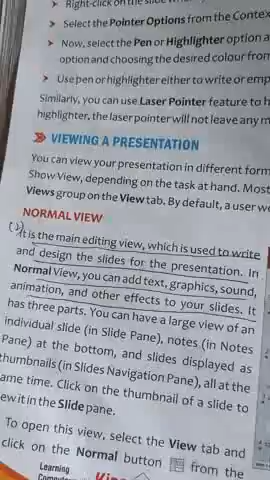 Right-click on the slide
Select the Pointer Options from the Conte
Now, select the Pen or Highlighter option a
option and choosing the desired colour from
Use pen or highlighter either to write or emp
Similarly, you can use Laser Pointer feature to h
highlighter, the laser pointer will not leave any m
VIEWING A PRESENTATION
You can view your presentation in different form
Show View, depending on the task at hand. Most
Views group on the View tab. By default, a user w
NORMAL VIEW
It is the main editing view, which is used to write
and design the slides for the presentation. In
Normal View, you can add text, graphics, sound,
animation, and other effects to your slides. It
has three parts. You can have a large view of an
individual slide (in Slide Pane), notes (in Notes
Pane) at the bottom, and slides displayed as
thumbnails (in Slides Navigation Pane), all at the
ame time. Click on the thumbnail of a slide to
ew it in the Slide pane.
To open this view, select the View tab and
click on the Normal button from the
Learning